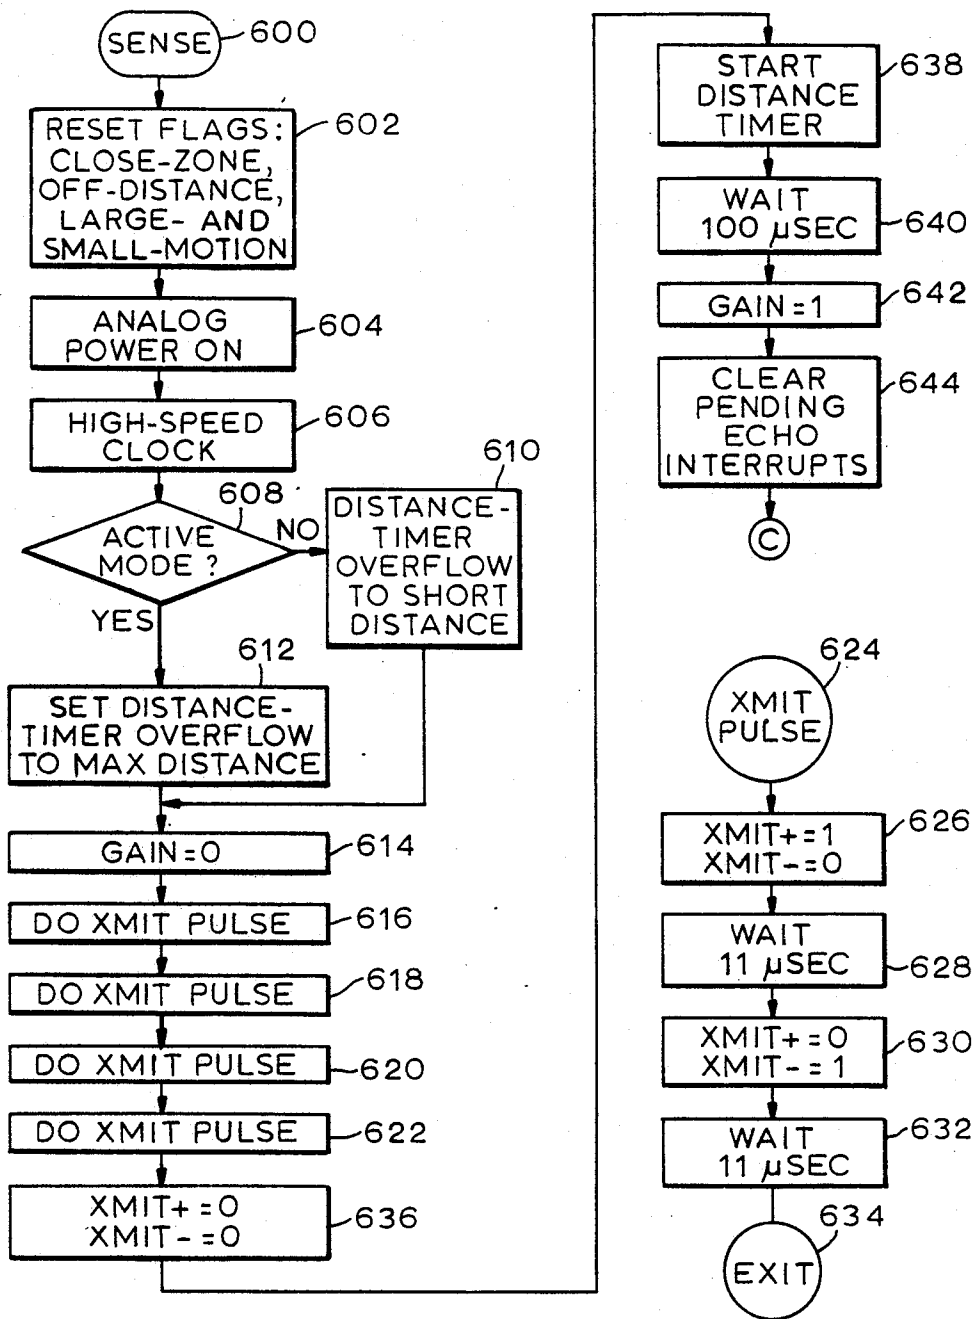 SENSE
600
RESET FLAGS:
CLOSE-ZONE,
OFF-DISTANCE,
LARGE- AND
SMALL-MOTION
602
ANALOG
POWER ON
604
HIGH-SPEED
CLOCK
606
ACTIVE
MODE ?
608
NO
YES
610
DISTANCE-
TIMER
OVERFLOW
TO SHORT
DISTANCE
612
SET DISTANCE-
TIMER OVERFLOW
TO MAX DISTANCE
GAIN=0
614
DO XMIT PULSE
616
DO XMIT PULSE
618
DO XMIT PULSE
620
DO XMIT PULSE
622
XMIT+ =0
XMIT- =0
636
START
DISTANCE
TIMER
638
WAIT
100 µSEC
640
GAIN=1
642
CLEAR
PENDING
ECHO
INTERRUPTS
644
C
624
XMIT
PULSE
XMIT+=1
XMIT-=0
626
WAIT
11 µSEC
628
XMIT+=0
XMIT-=1
630
WAIT
11 µSEC
632
634
EXIT